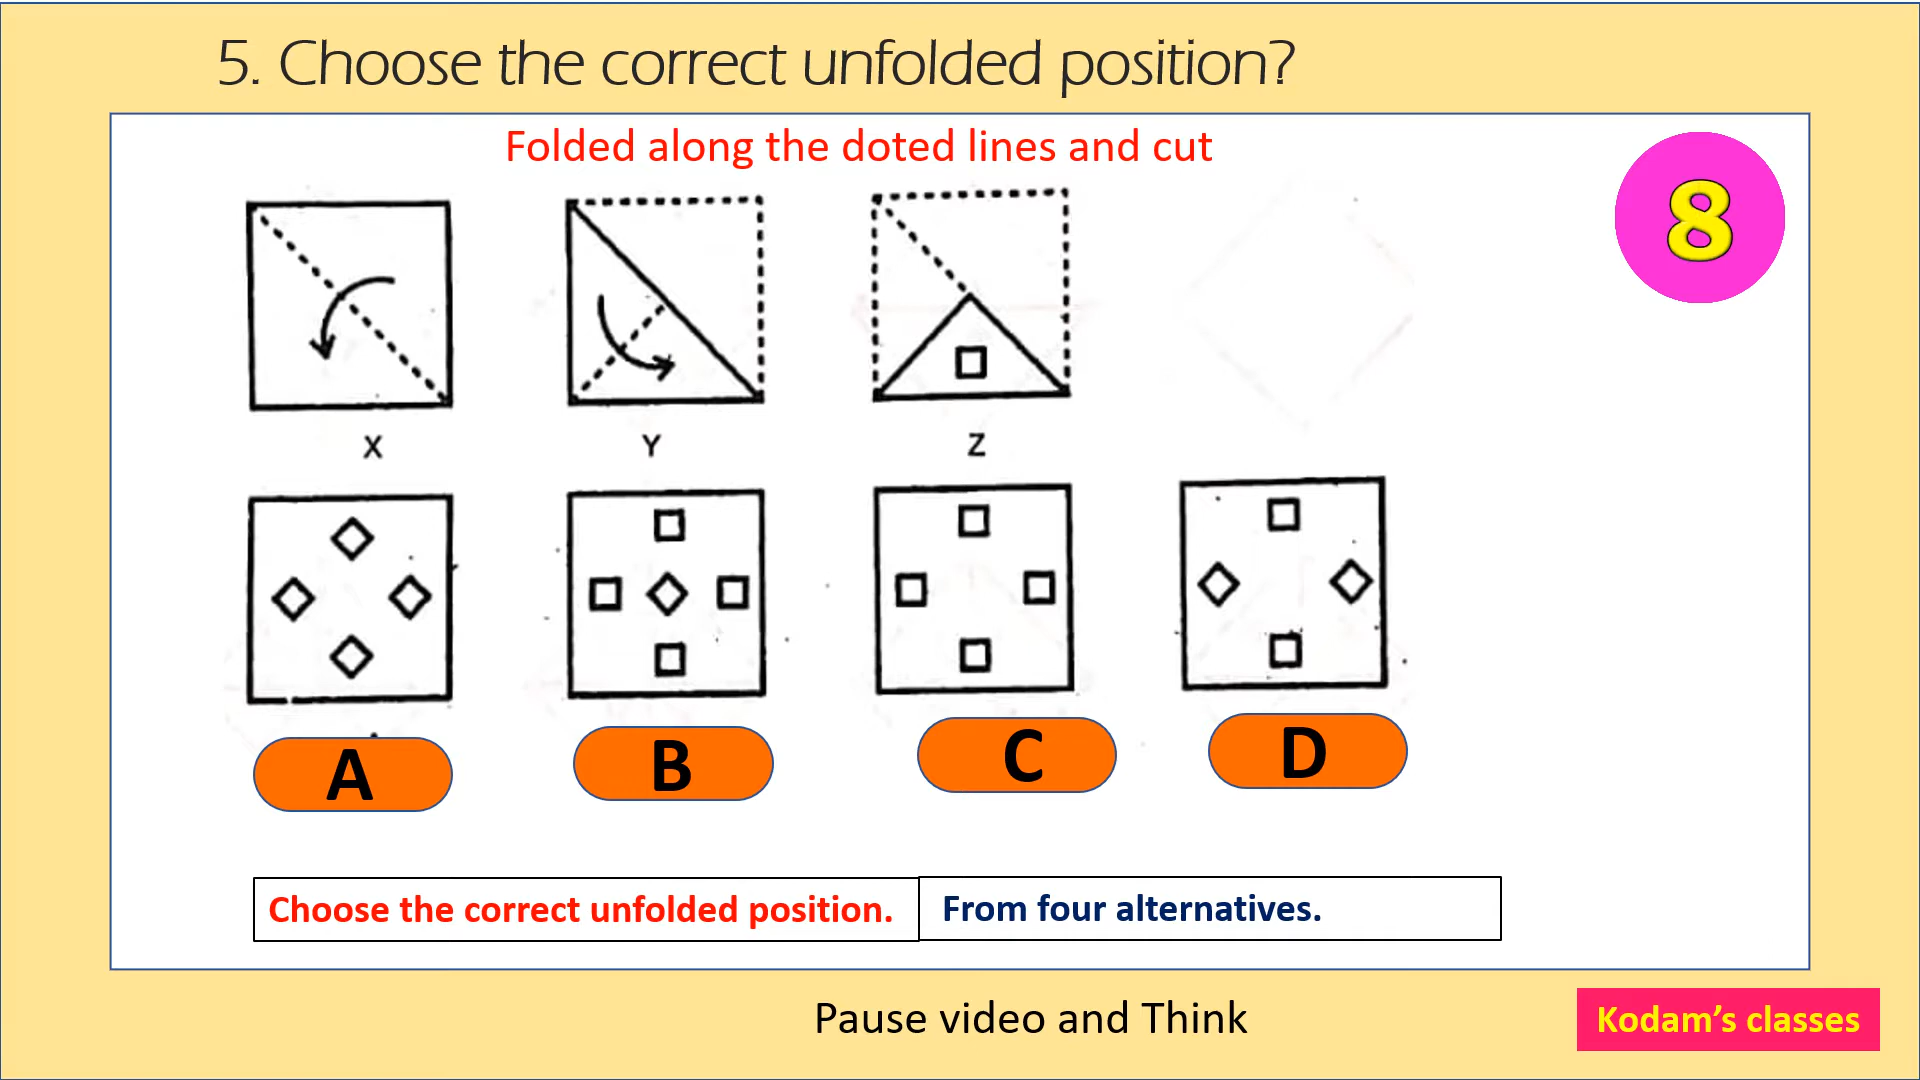 5. Choose the correct unfolded position?
Folded along the doted lines and cut
8
X Y Z
A B C D
Choose the correct unfolded position. From four alternatives.
Pause video and Think
Kodam's classes